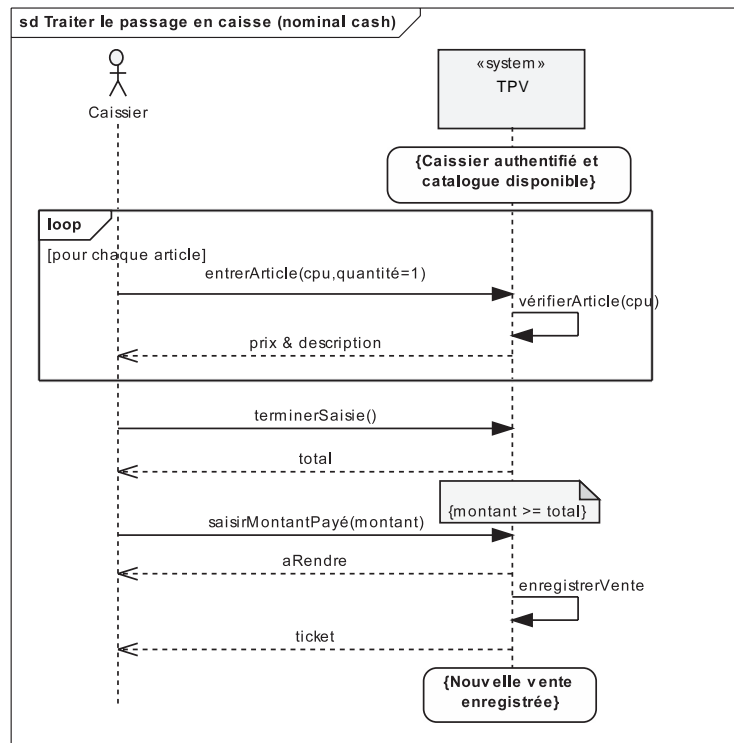 sd Traiter le passage en caisse (nominal cash)
«system»
TPV
Caissier
{Caissier authentifié et
catalogue disponible}
loop
[pour chaque article]
entrerArticle(cpu,quantité=1)
vérifierArticle(cpu)
prix & description
terminerSaisie()
total
{montant >= total}
saisirMontantPayé(montant)
aRendre
enregistrerVente
ticket
{Nouvelle vente
enregistrée}